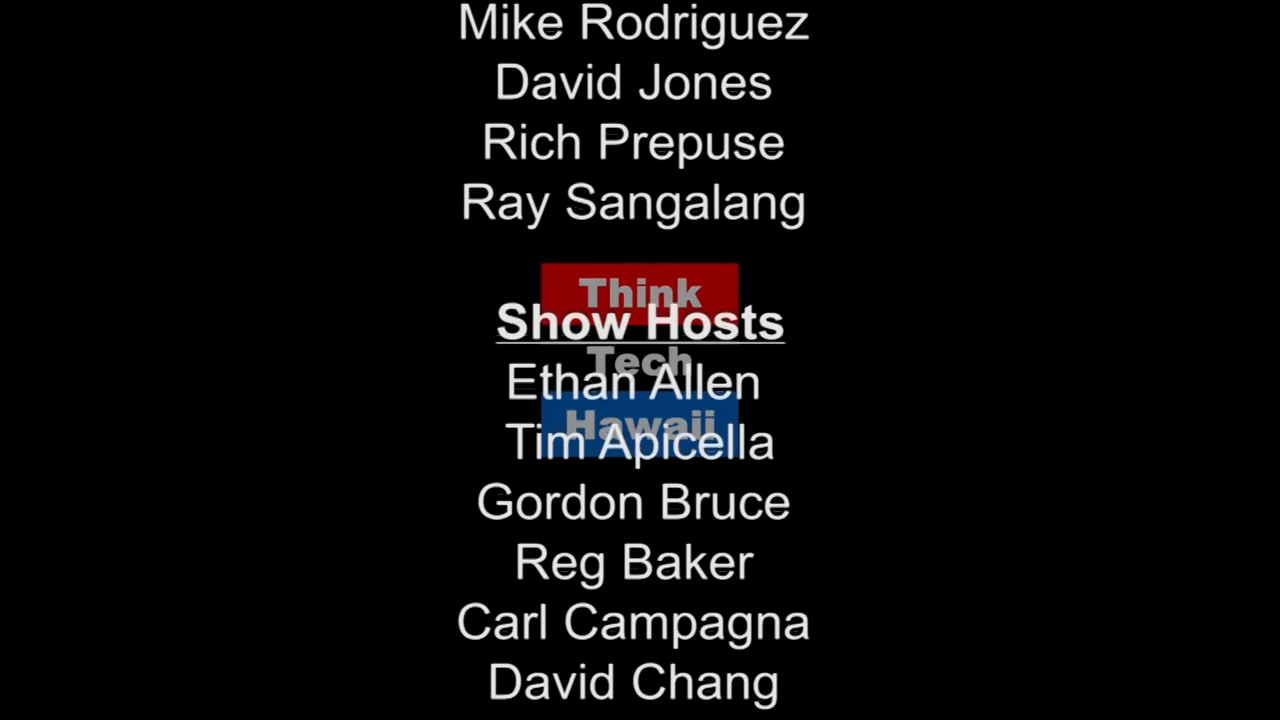 Mike Rodriguez
David Jones
Rich Prepuse
Ray Sangalang
Think
Show Hosts
Tech
Ethan Allen
Hawaii
Tim Apicella
Gordon Bruce
Reg Baker
Carl Campagna
David Chang